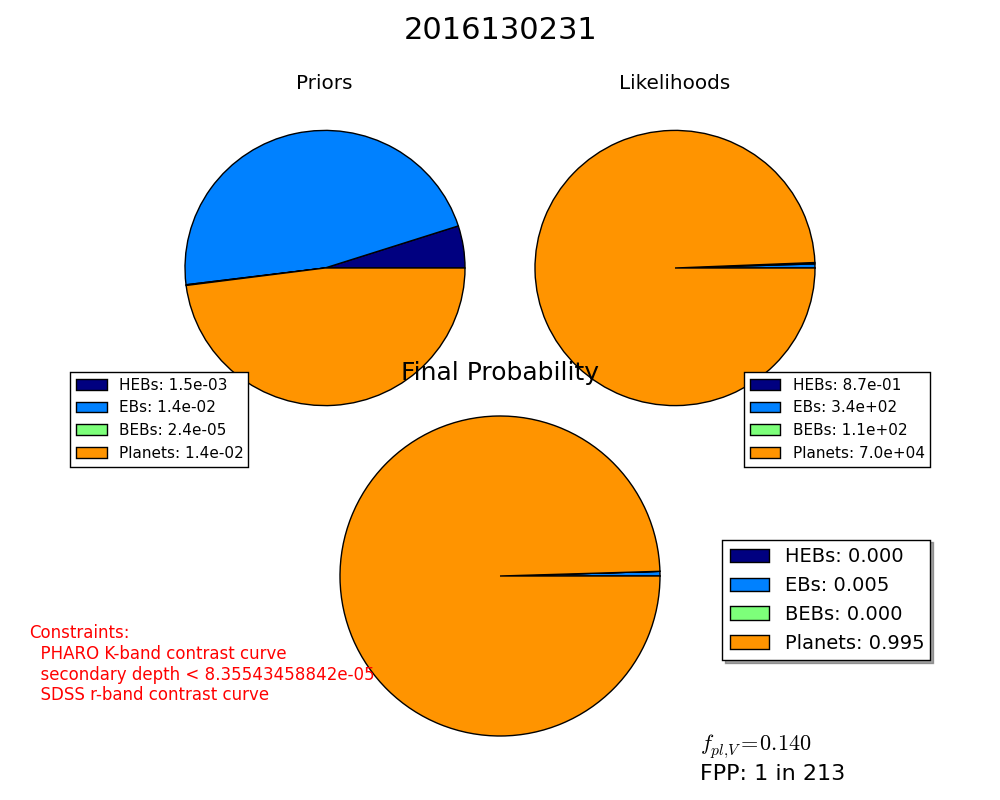 2016130231
Priors
Likelihoods
HEBs: 1.5e-03
EBs: 1.4e-02
BEBs: 2.4e-05
Planets: 1.4e-02
HEBs: 8.7e-01
EBs: 3.4e+02
BEBs: 1.1e+02
Planets: 7.0e+04
Final Probability
HEBs: 0.000
EBs: 0.005
BEBs: 0.000
Planets: 0.995
Constraints:
PHARO K-band contrast curve
secondary depth < 8.35543458842e-05
SDSS r-band contrast curve
f_{pl,V} = 0.140
FPP: 1 in 213